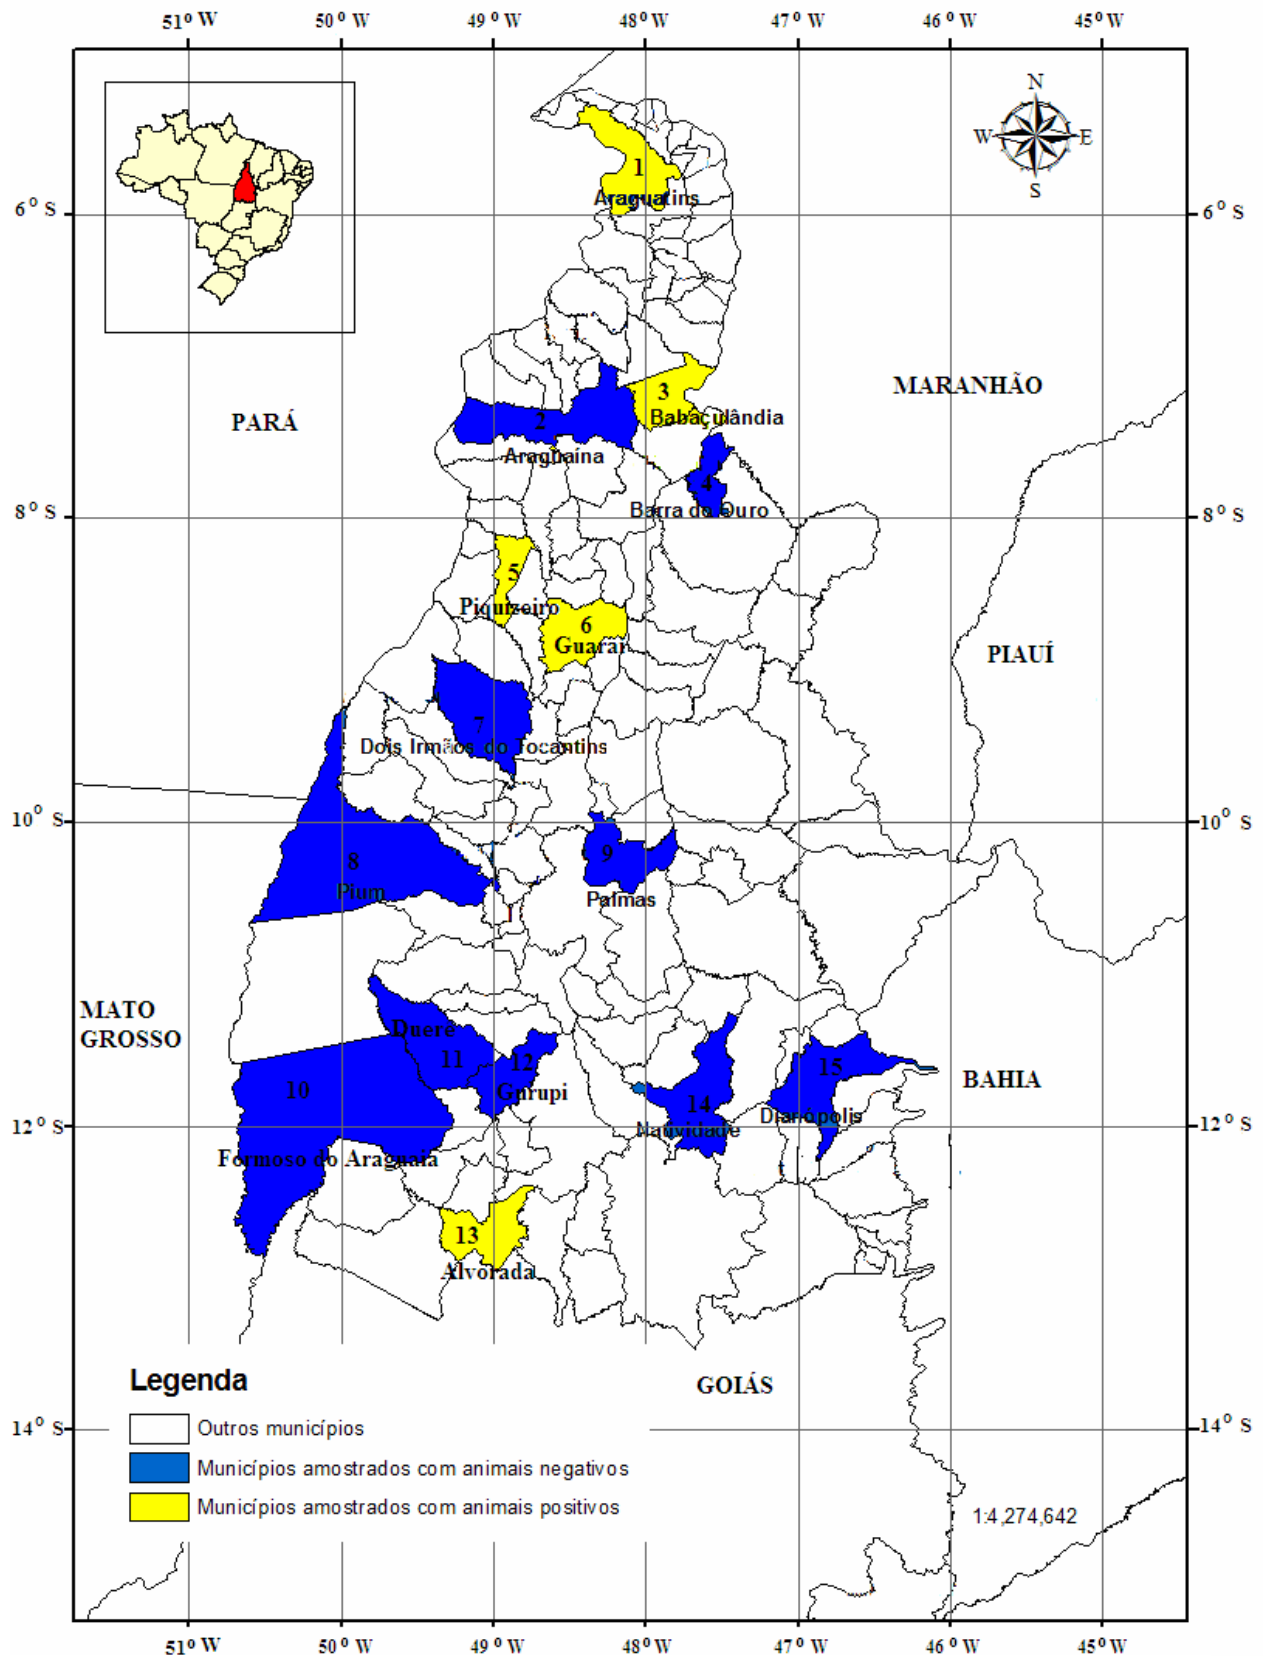 51° W 50° W 49° W 48° W 47° W 46° W 45° W
N
W E
S
1
Araguatins
6° S 6° S
MARANHÃO
3
PARÁ
Babaçulândia
2
Araguaína
4
Barra do Ouro
8° S 8° S
5
Piquizeiro
6
Guaraí
PIAUÍ
7
Dois Irmãos do Tocantins
10° S 10° S
9
8
Pium
Palmas
MATO
GROSSO
Dueré
11
12
15
BAHIA
10
Gurupi
14
Dianópolis
12° S 12° S
Natividade
Formoso do Araguaia
13
Alvorada
Legenda
GOIÁS
Outros municípios
14° S 14° S
Municípios amostrados com animais negativos
Municípios amostrados com animais positivos
1:4,274,642
51° W 50° W 49° W 48° W 47° W 46° W 45° W